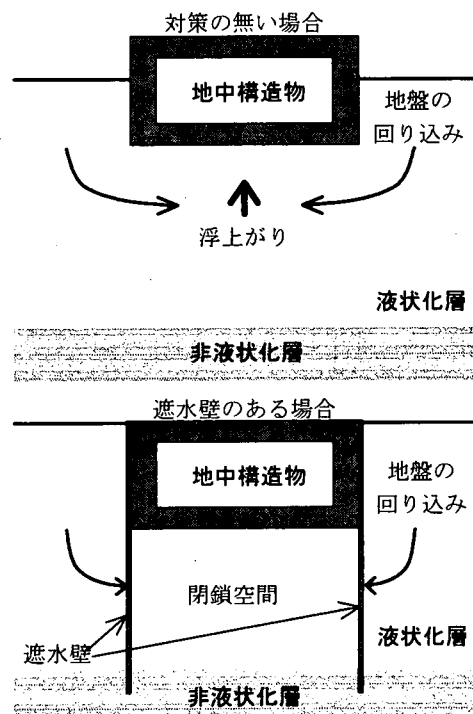 対策の無い場合
地中構造物
地盤の
回り込み
浮上がり
液状化層
非液状化層
遮水壁のある場合
地中構造物
地盤の
回り込み
閉鎖空間
液状化層
遮水壁
非液状化層